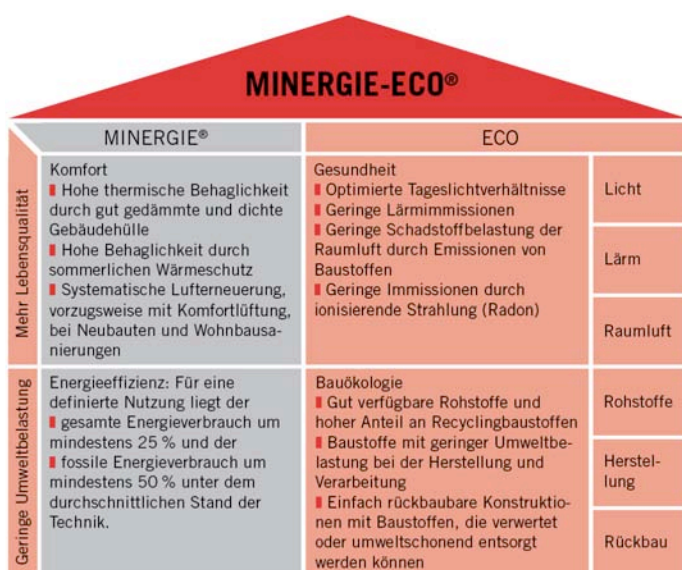 MINERGIE-ECO®
MINERGIE®
ECO
Mehr Lebensqualität
Komfort
Hohe thermische Behaglichkeit
durch gut gedämmte und dichte
Gebäudehülle
Hohe Behaglichkeit durch
sommerlichen Wärmeschutz
Systematische Lufterneuerung,
vorzugsweise mit Komfortlüftung,
bei Neubauten und Wohnbausa-
nierungen
Gesundheit
Optimierte Tageslichtverhältnisse
Geringe Lärmimmissionen
Geringe Schadstoffbelastung der
Raumluft durch Emissionen von
Baustoffen
Geringe Immissionen durch
ionisierende Strahlung (Radon)
Licht
Lärm
Raumluft
Geringe Umweltbelastung
Energieeffizienz: Für eine
definierte Nutzung liegt der
gesamte Energieverbrauch um
mindestens 25 % und der
fossile Energieverbrauch um
mindestens 50 % unter dem
durchschnittlichen Stand der
Technik.
Bauökologie
Gut verfügbare Rohstoffe und
hoher Anteil an Recyclingbaustoffen
Baustoffe mit geringer Umweltbe-
lastung bei der Herstellung und
Verarbeitung
Einfach rückbaubare Konstruktio-
nen mit Baustoffen, die verwertet
oder umweltschonend entsorgt
werden können
Rohstoffe
Herstel-
lung
Rückbau